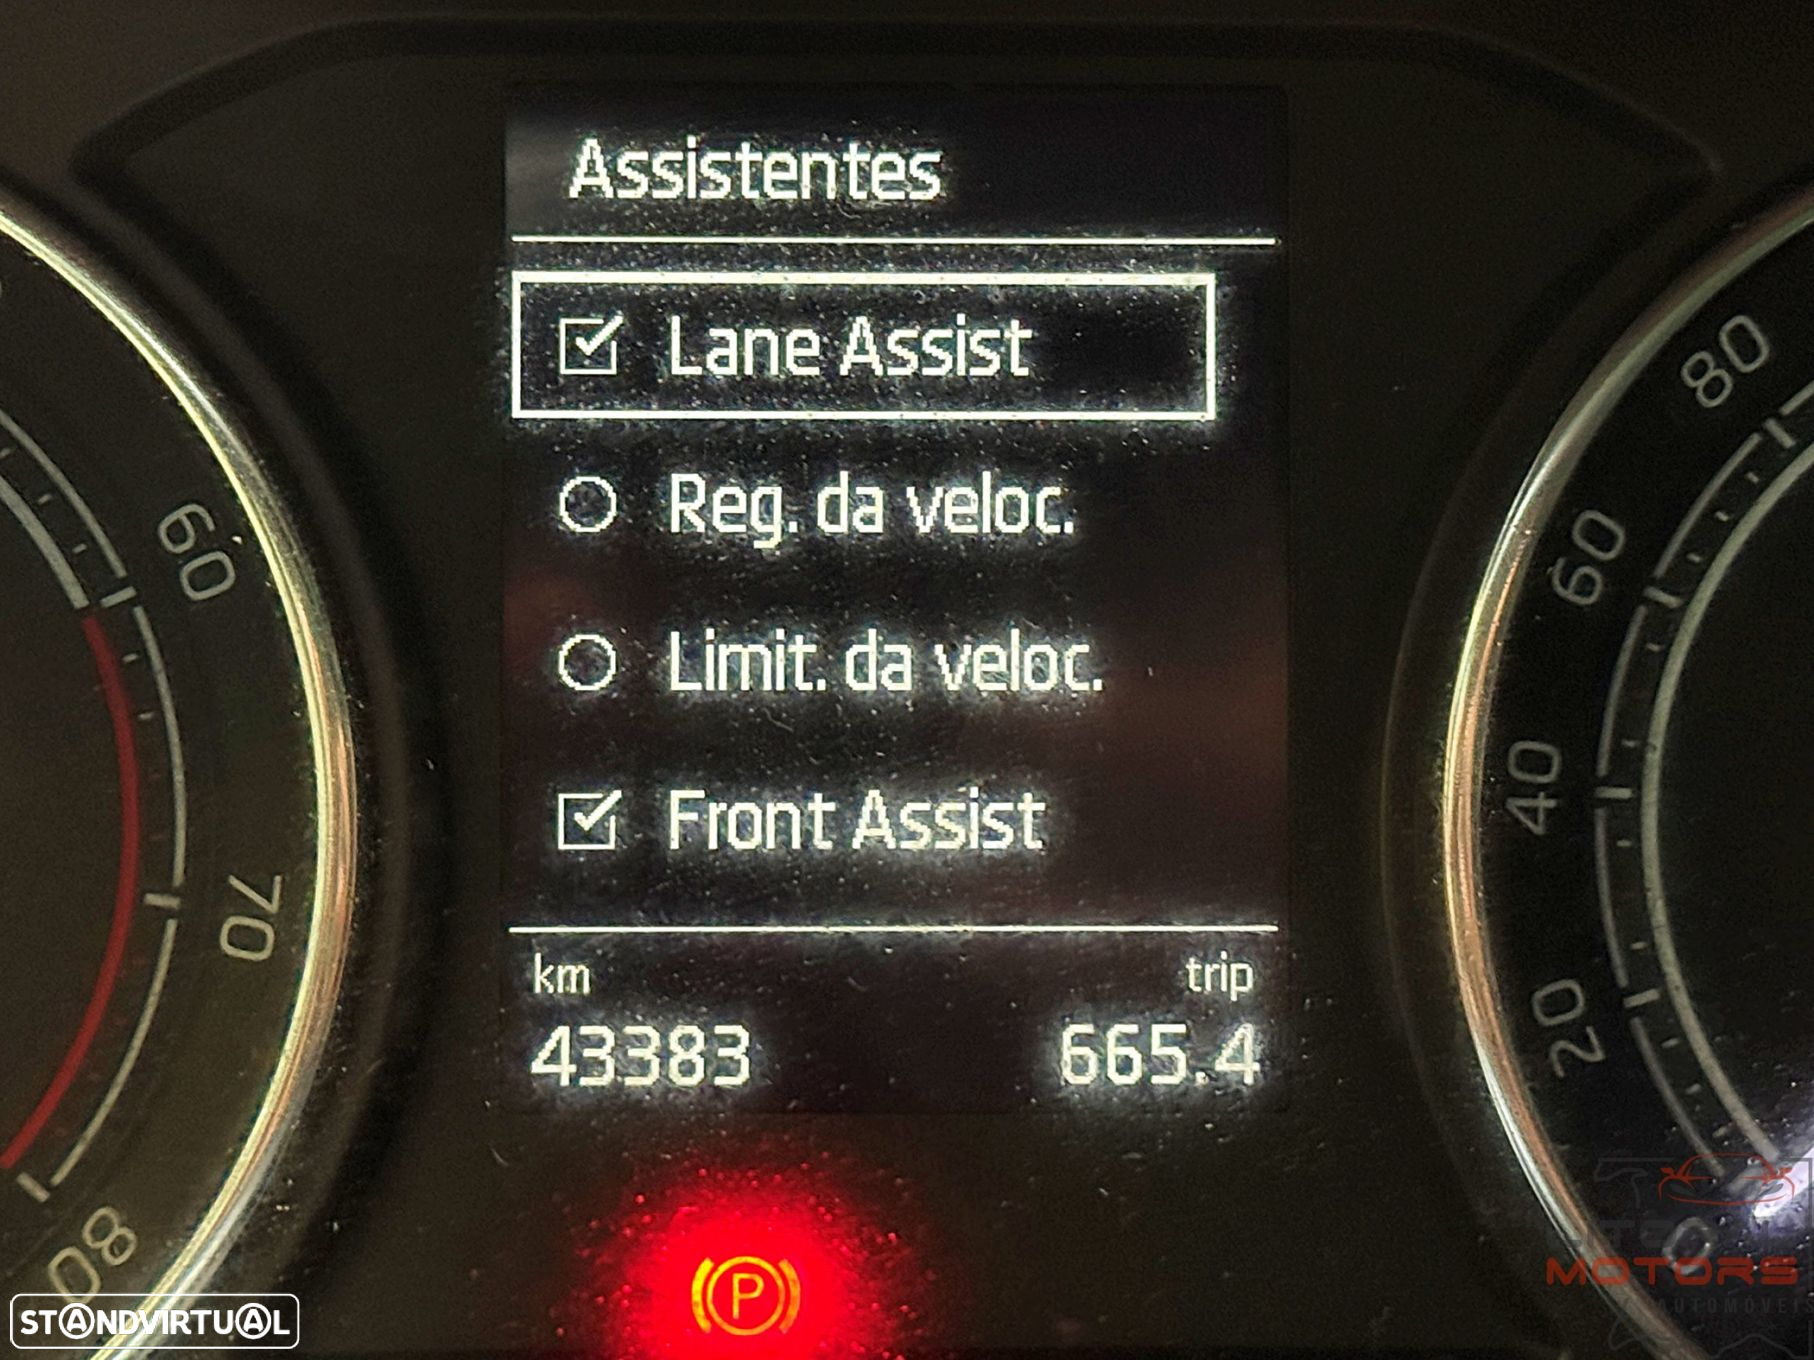 Assistentes
Lane Assist
Reg. da veloc.
Limit. da veloc.
Front Assist
km
trip
43383
665.4
60
70
80
80
60
40
20
0
P
MOTORS
STANDVIRTUAL